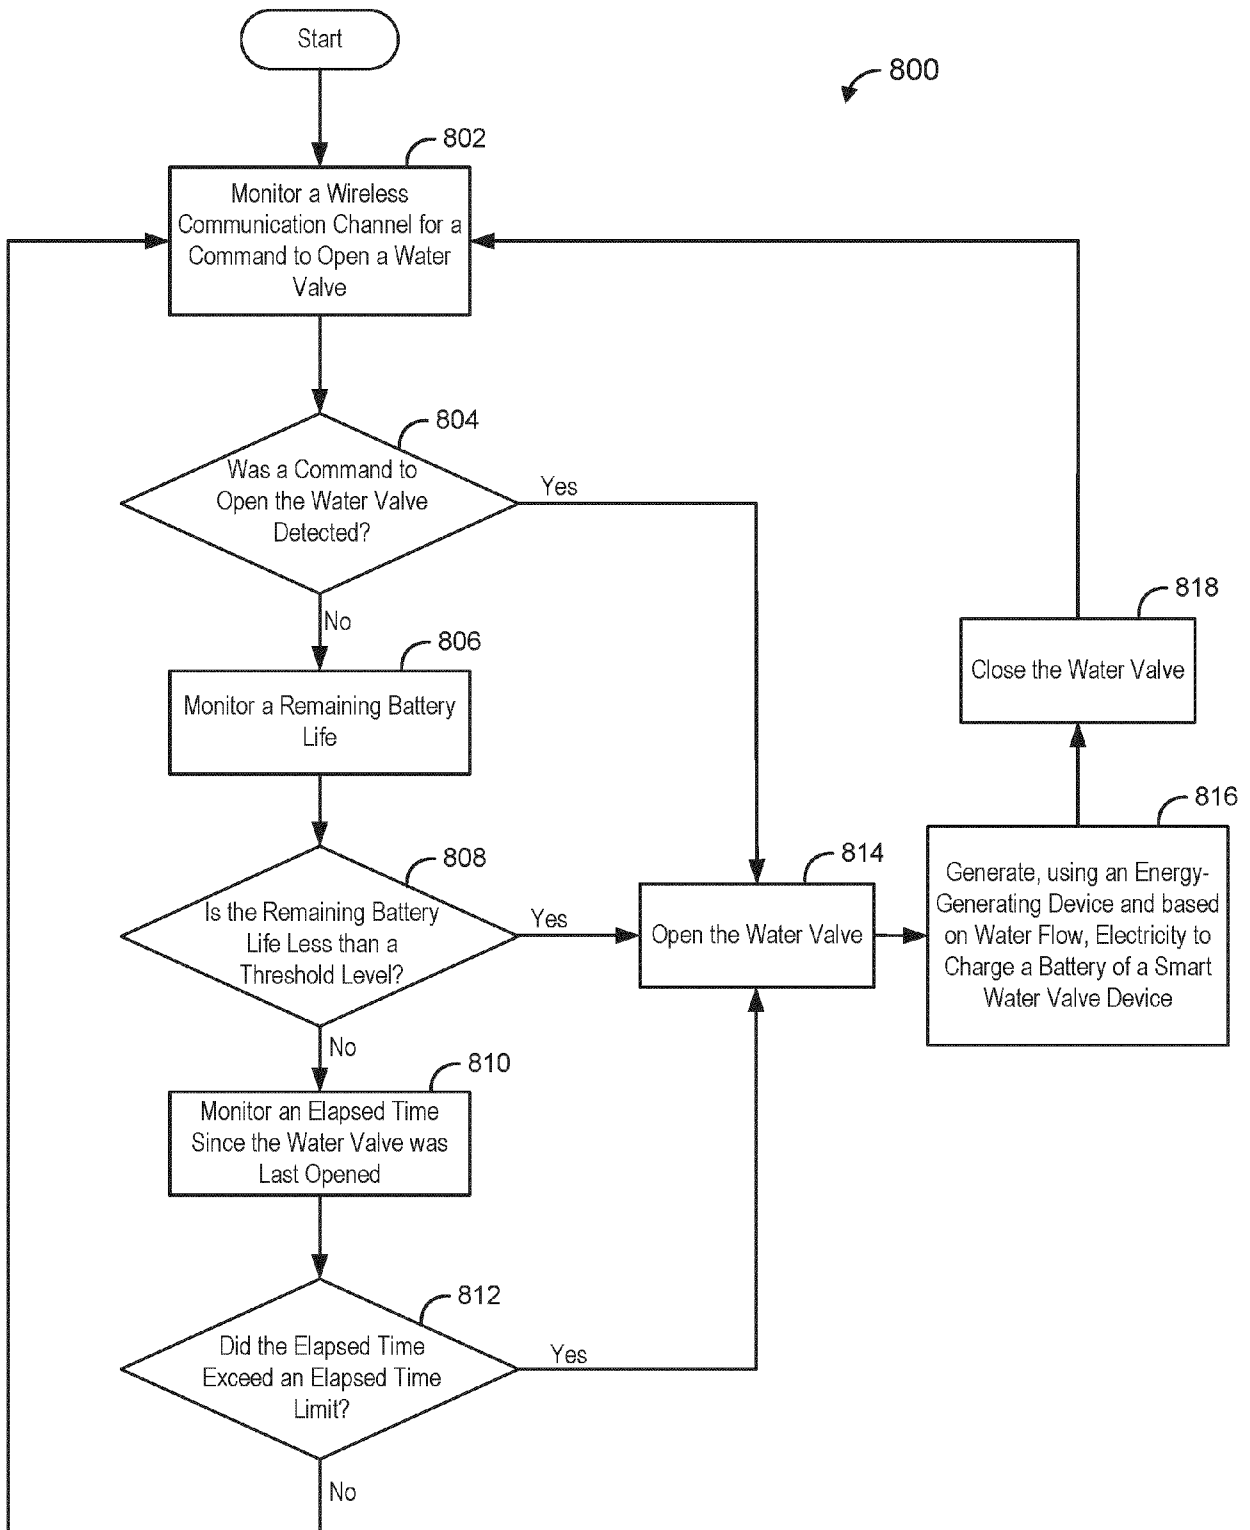 Start
800
802
Monitor a Wireless
Communication Channel for a
Command to Open a Water
Valve
804
Was a Command to
Open the Water Valve
Detected?
Yes
No
806
Monitor a Remaining Battery
Life
818
Close the Water Valve
808
Is the Remaining Battery
Life Less than a
Threshold Level?
Yes
No
814
Open the Water Valve
816
Generate, using an Energy-
Generating Device and based
on Water Flow, Electricity to
Charge a Battery of a Smart
Water Valve Device
810
Monitor an Elapsed Time
Since the Water Valve was
Last Opened
812
Did the Elapsed Time
Exceed an Elapsed Time
Limit?
Yes
No